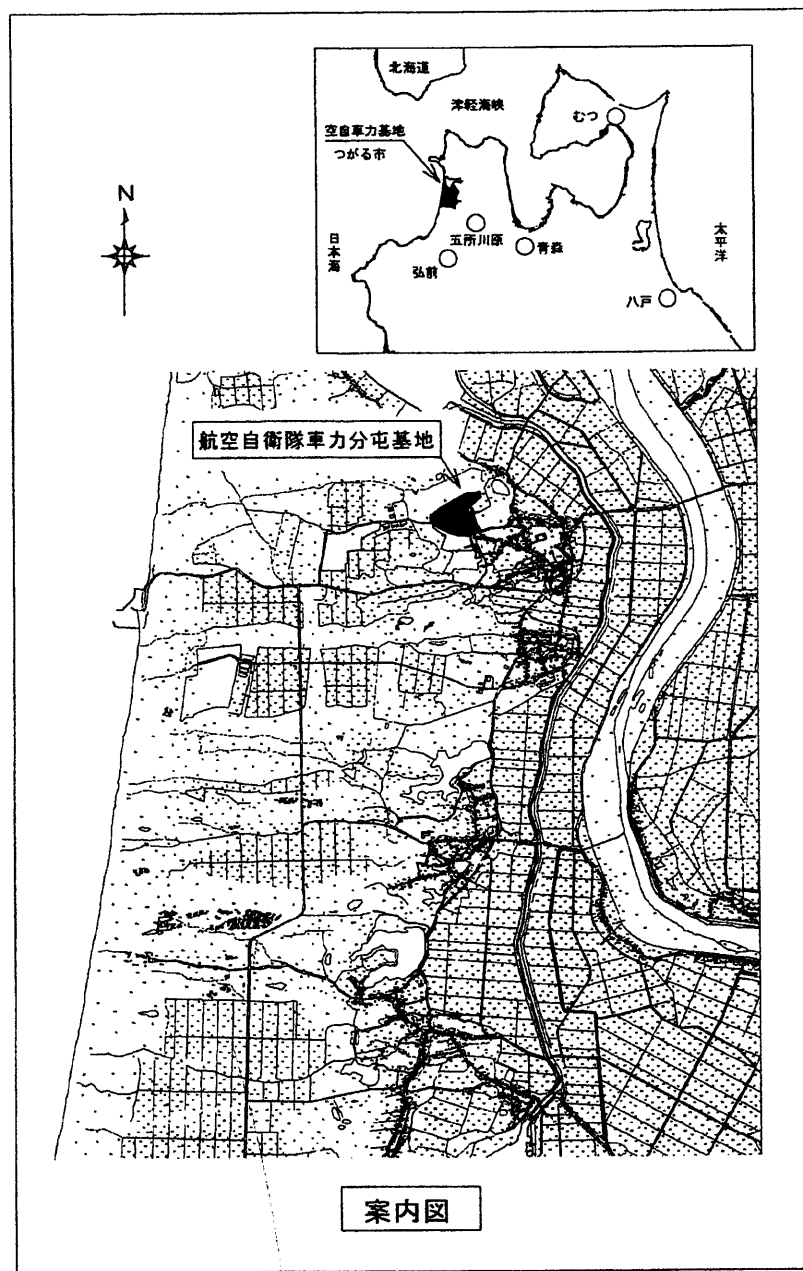 北海道
津軽海峡
むつ
空自車力基地
つがる市
N
五所川原
青森
弘前
日本海
太平洋
八戸
航空自衛隊車力分屯基地
案内図